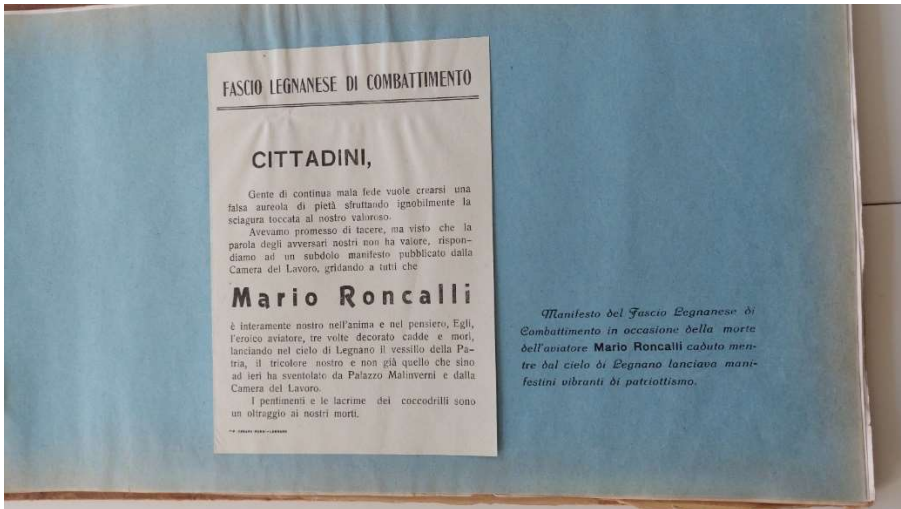 FASCIO LEGNANESE DI COMBATTIMENTO
CITTADINI,
Gente di continua mala fede vuole crearsi una
falsa aureola di pietà sfruttando ignobilmente la
sciagura toccata al nostro valoroso.
Avevamo promesso di tacere, ma visto che la
parola degli avversari nostri non ha valore, rispon-
diamo ad un subdolo manifesto pubblicato dalla
Camera del Lavoro, gridando a tutti che
Mario Roncalli
è interamente nostro nell'anima e nel pensiero, Egli,
l'eroico aviatore, tre volte decorato cadde e morì,
lanciando nel cielo di Legnano il vessillo della Pa-
tria, il tricolore nostro e non già quello che sino
ad ieri ha sventolato da Palazzo Malinverni e dalla
Camera del Lavoro.
I pentimenti e le lacrime dei coccodrilli sono
un oltraggio ai nostri morti.
Manifesto del Fascio Legnanese di
Combattimento in occasione della morte
dell'aviatore Mario Roncalli caduto men-
tre dal cielo di Legnano lanciava mani-
festini vibranti di patriottismo.